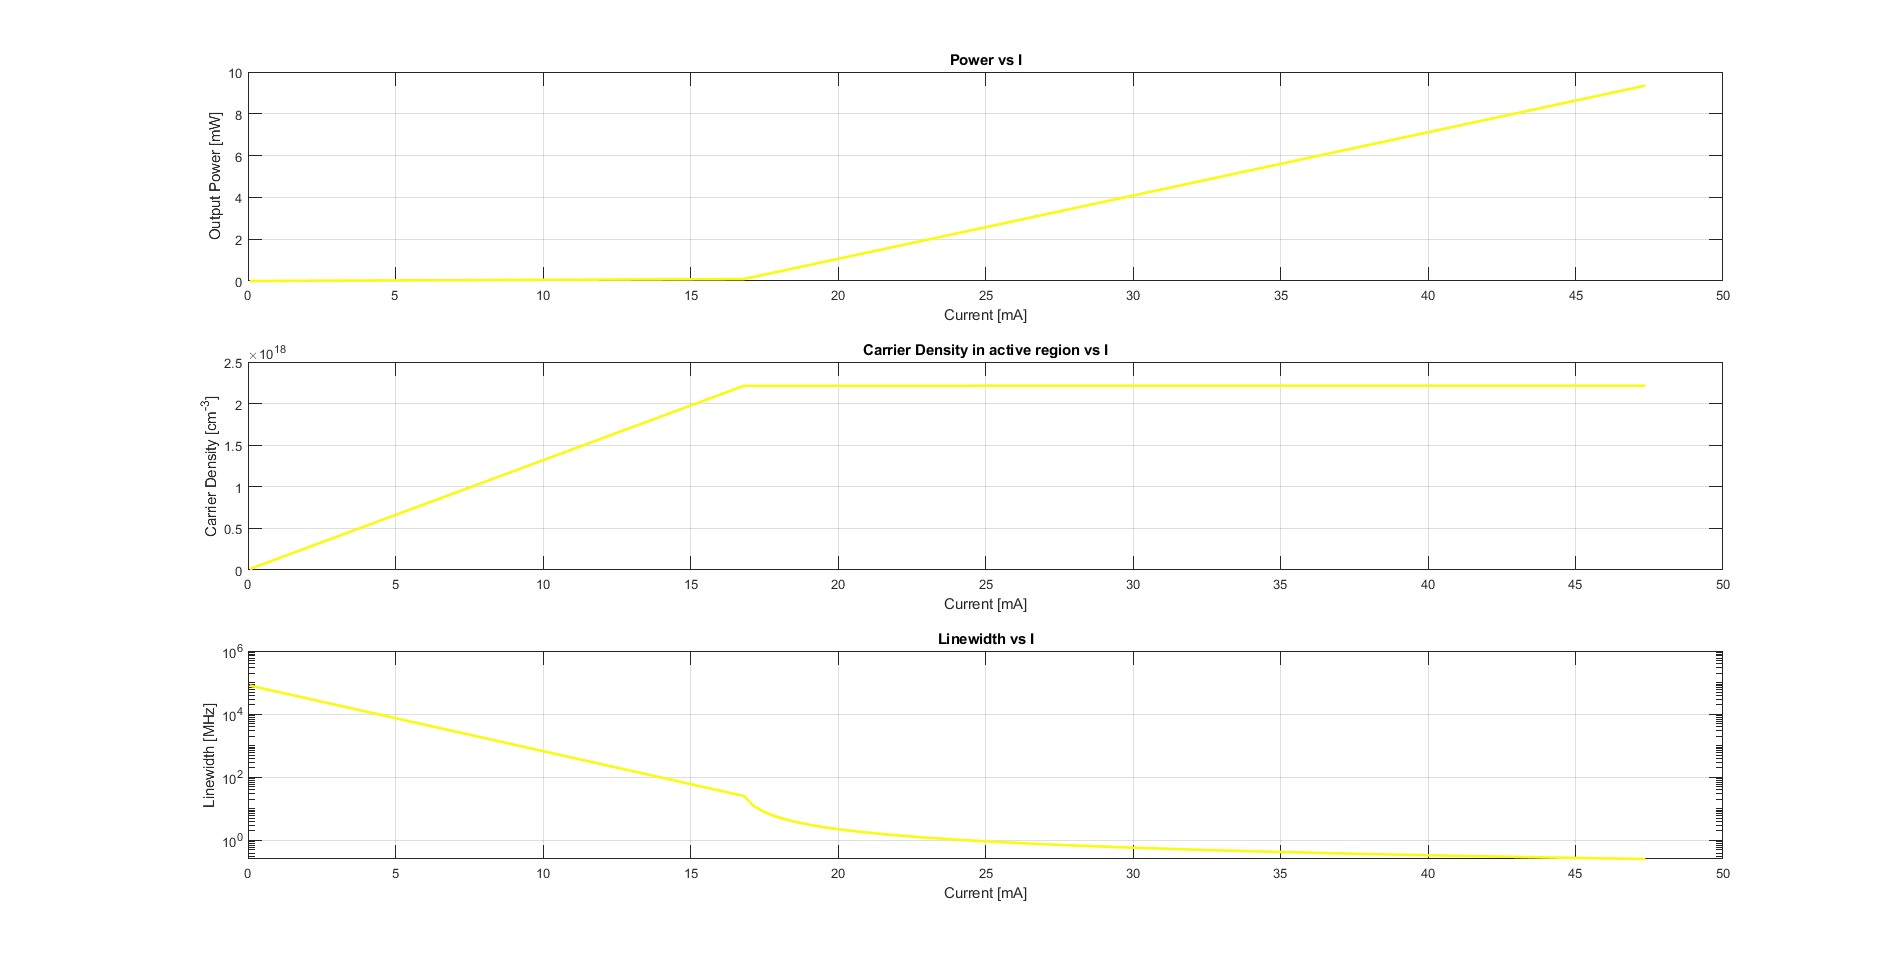 Power vs I
Output Power [mW]
10
8
6
4
2
0
0 5 10 15 20 25 30 35 40 45 50
Current [mA]
Carrier Density in active region vs I
×10^18
Carrier Density [cm^-3]
2.5
2
1.5
1
0.5
0
0 5 10 15 20 25 30 35 40 45 50
Current [mA]
Linewidth vs I
Linewidth [MHz]
10^6
10^4
10^2
10^0
0 5 10 15 20 25 30 35 40 45 50
Current [mA]